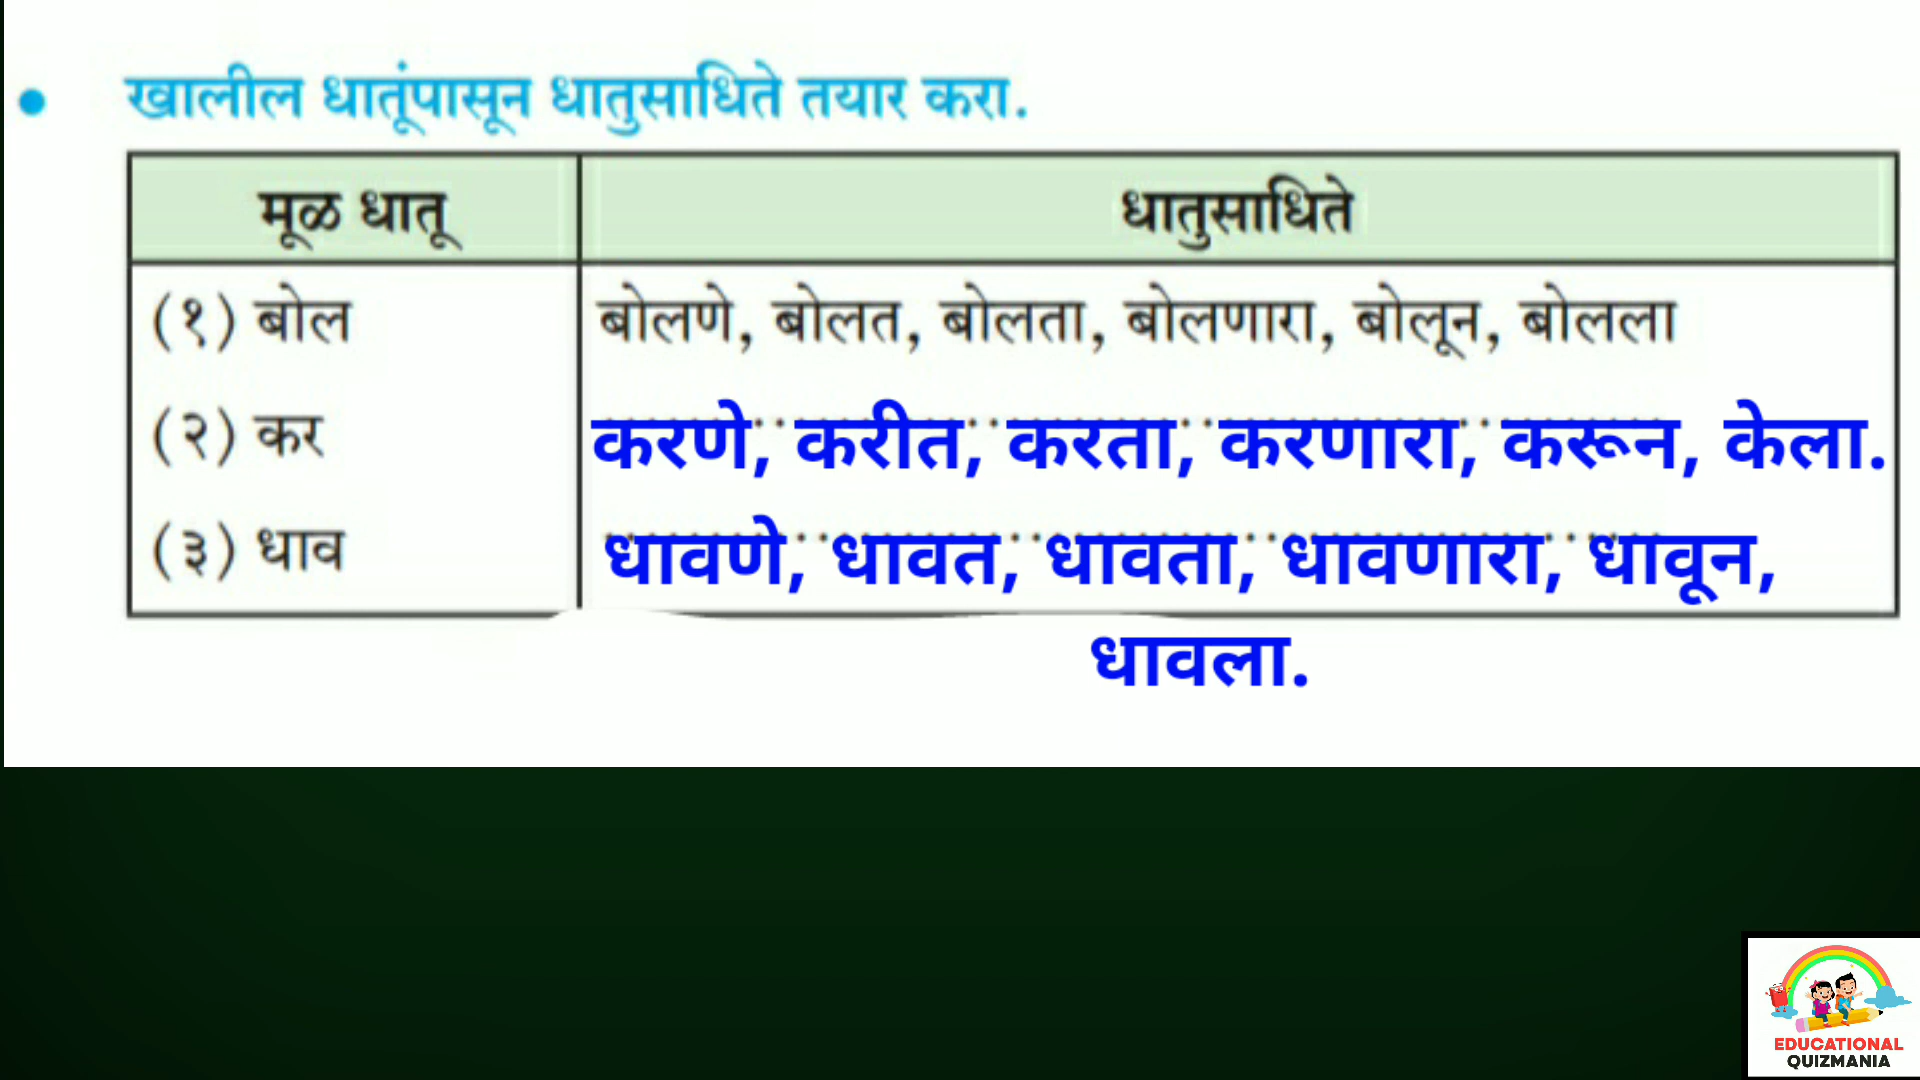 • खालील धातूंपासून धातुसाधिते तयार करा.
मूळ धातू धातुसाधिते
(१) बोल बोलणे, बोलत, बोलता, बोलणारा, बोलून, बोलला
(२) कर करणे, करीत, करता, करणारा, करून, केला.
(३) धाव धावणे, धावत, धावता, धावणारा, धावून,
धावला.
EDUCATIONAL
QUIZMANIA